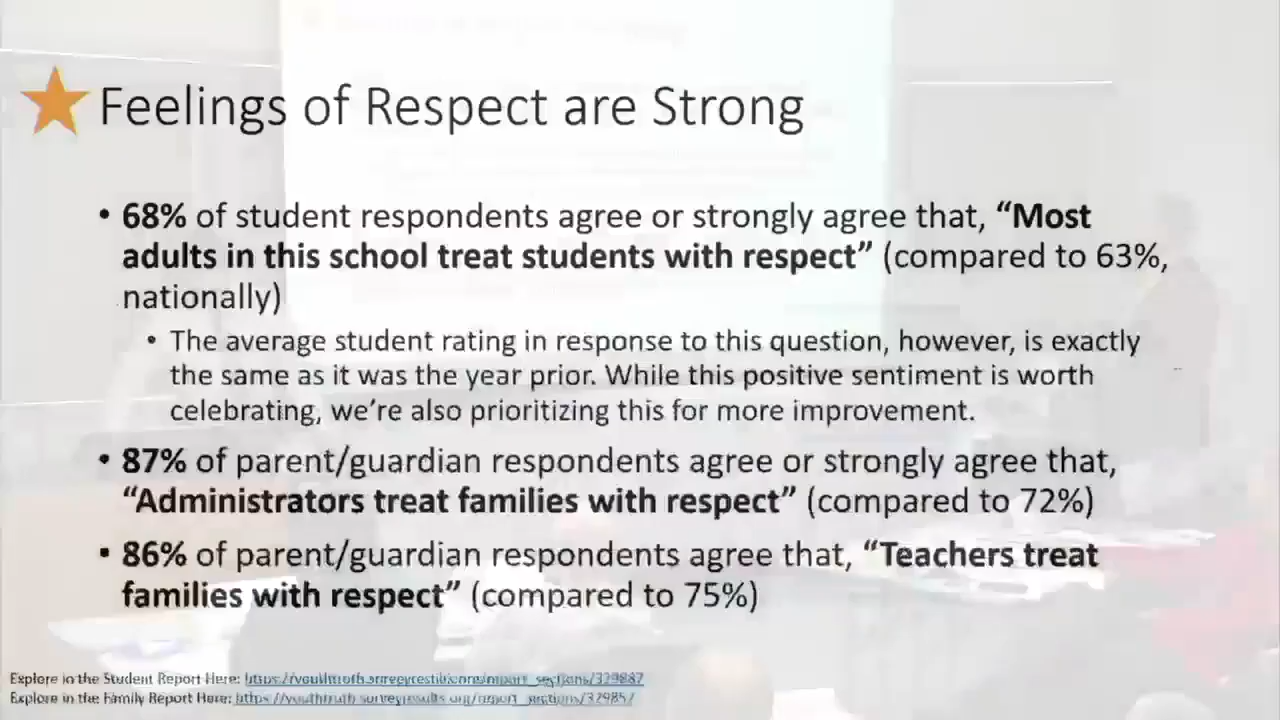 Feelings of Respect are Strong
• 68% of student respondents agree or strongly agree that, “Most
adults in this school treat students with respect” (compared to 63%,
nationally)
• The average student rating in response to this question, however, is exactly
the same as it was the year prior. While this positive sentiment is worth
celebrating, we’re also prioritizing this for more improvement.
• 87% of parent/guardian respondents agree or strongly agree that,
“Administrators treat families with respect” (compared to 72%)
• 86% of parent/guardian respondents agree that, “Teachers treat
families with respect” (compared to 75%)
Explore in the Student Report Here:
Explore in the Family Report Here: